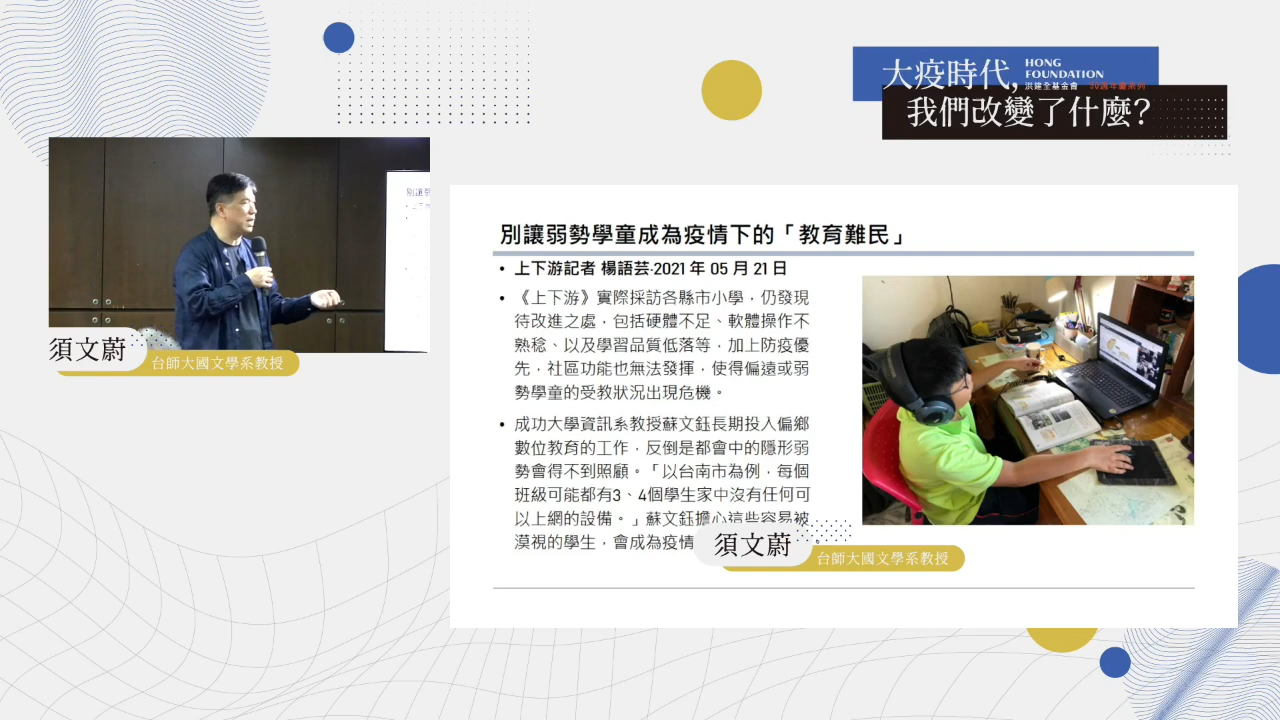 大疫時代,
HONG
FOUNDATION
洪建全基金會 50週年慶系列
我們改變了什麼?
須文蔚
台師大國文學系教授
別讓弱勢學童成為疫情下的「教育難民」
• 上下游記者 楊語芸·2021 年 05 月 21 日
• 《上下游》實際採訪各縣市小學,仍發現
待改進之處,包括硬體不足、軟體操作不
熟稔、以及學習品質低落等,加上防疫優
先,社區功能也無法發揮,使得偏遠或弱
勢學童的受教狀況出現危機。
• 成功大學資訊系教授蘇文鈺長期投入偏鄉
數位教育的工作,反倒是都會中的隱形弱
勢會得不到照顧。「以台南市為例,每個
班級可能都有3、4個學生家中沒有任何可
以上網的設備。」蘇文鈺擔心這些容易被
漠視的學生,會成為疫情
須文蔚
台師大國文學系教授